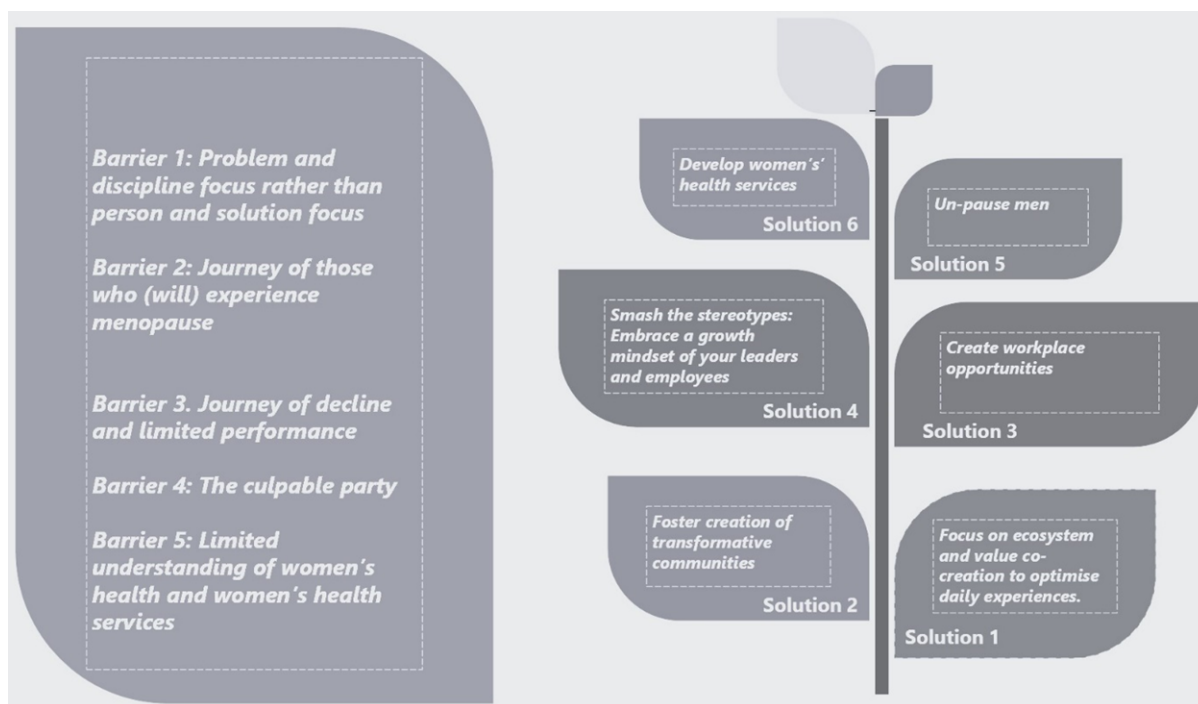 Barrier 1: Problem and
discipline focus rather than
person and solution focus
Barrier 2: Journey of those
who (will) experience
menopause
Barrier 3. Journey of decline
and limited performance
Barrier 4: The culpable party
Barrier 5: Limited
understanding of women's
health and women's health
services
Develop women's'
health services
Solution 6
Un-pause men
Solution 5
Smash the stereotypes:
Embrace a growth
mindset of your leaders
and employees
Solution 4
Create workplace
opportunities
Solution 3
Foster creation of
transformative
communities
Solution 2
Focus on ecosystem
and value co-
creation to optimise
daily experiences.
Solution 1